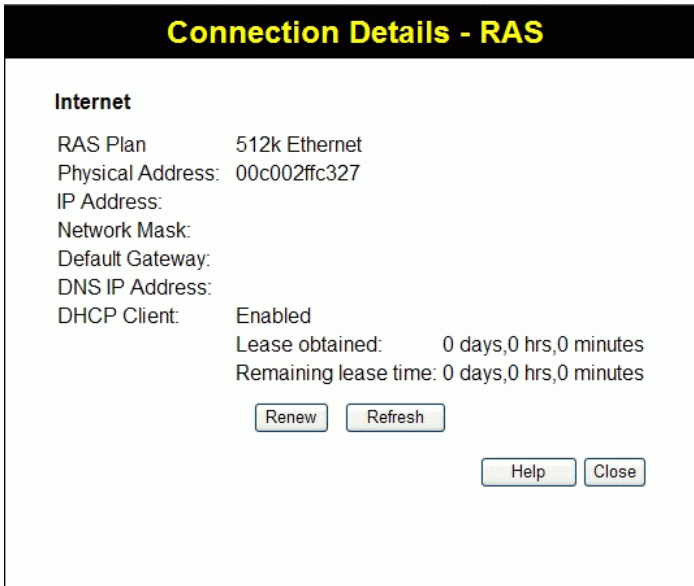 Connection Details - RAS
Internet
RAS Plan 512k Ethernet
Physical Address: 00c002ffc327
IP Address:
Network Mask:
Default Gateway:
DNS IP Address:
DHCP Client: Enabled
Lease obtained: 0 days,0 hrs,0 minutes
Remaining lease time: 0 days,0 hrs,0 minutes
Renew Refresh
Help Close